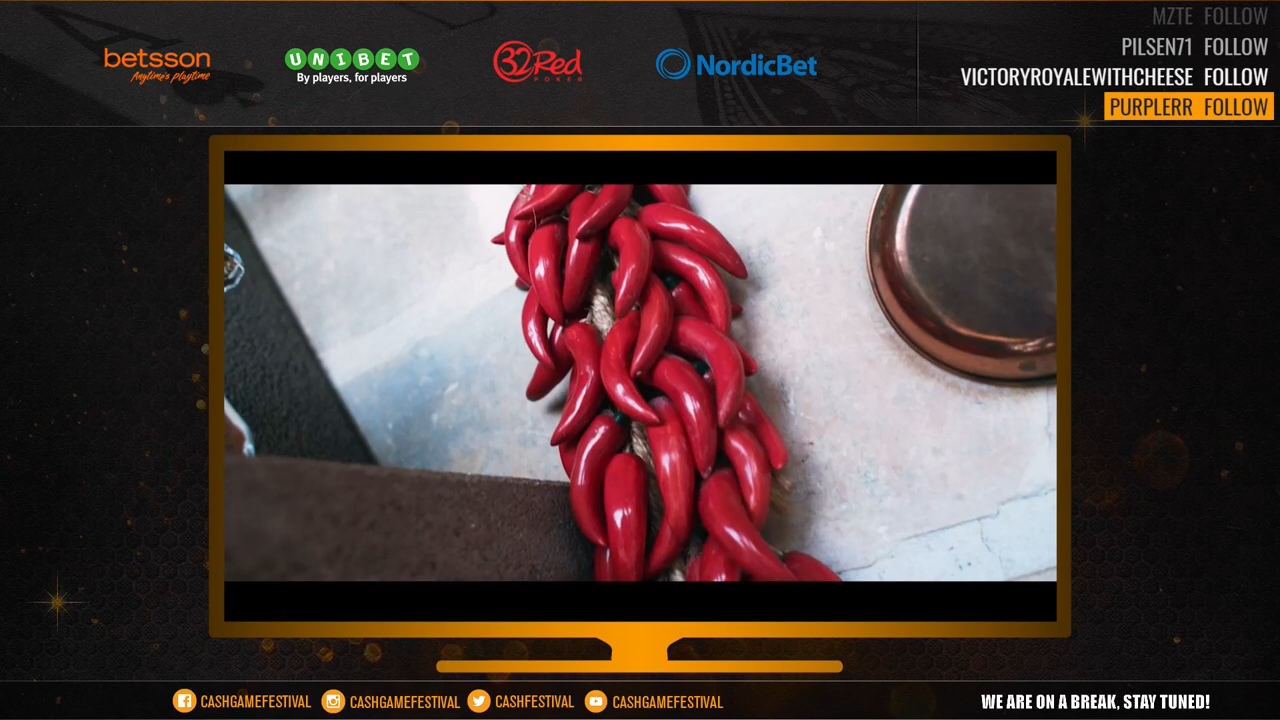 betsson
Anytime's playtime
UNIBET
By players, for players
32Red
POKER
NordicBet
MZTE FOLLOW
PILSEN71 FOLLOW
VICTORYROYALEWITHCHEESE FOLLOW
PURPLERR FOLLOW
CASHGAMEFESTIVAL
CASHGAMEFESTIVAL
CASHFESTIVAL
CASHGAMEFESTIVAL
WE ARE ON A BREAK, STAY TUNED!